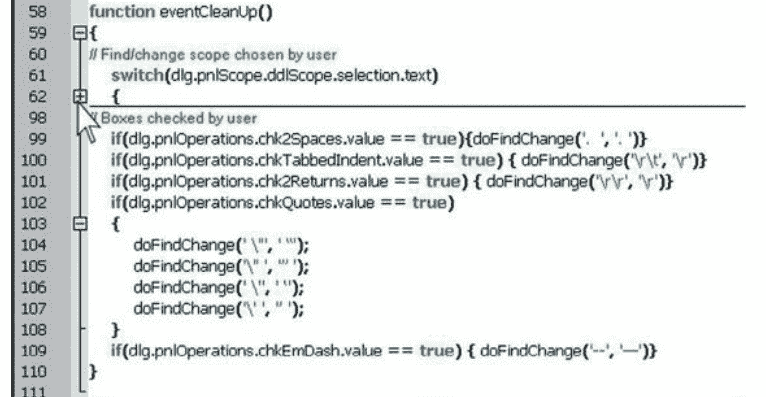 58 function eventCleanUp()
59 {
60 // Find/change scope chosen by user
61 switch(dlg.pnlScope.ddlScope.selection.text)
62 {
98 // Boxes checked by user
99 if(dlg.pnlOperations.chk2Spaces.value == true){doFindChange('.  ','. ')}
100 if(dlg.pnlOperations.chkTabbedIndent.value == true) { doFindChange('\r\t', '\r')}
101 if(dlg.pnlOperations.chk2Returns.value == true) { doFindChange('\r\r', '\r')}
102 if(dlg.pnlOperations.chkQuotes.value == true)
103 {
104 doFindChange(
105 doFindChange(
106 doFindChange(
107 doFindChange(
108 }
109 if(dlg.pnlOperations.chkEmDash.value == true) { doFindChange('--', '—')}
110 }
111